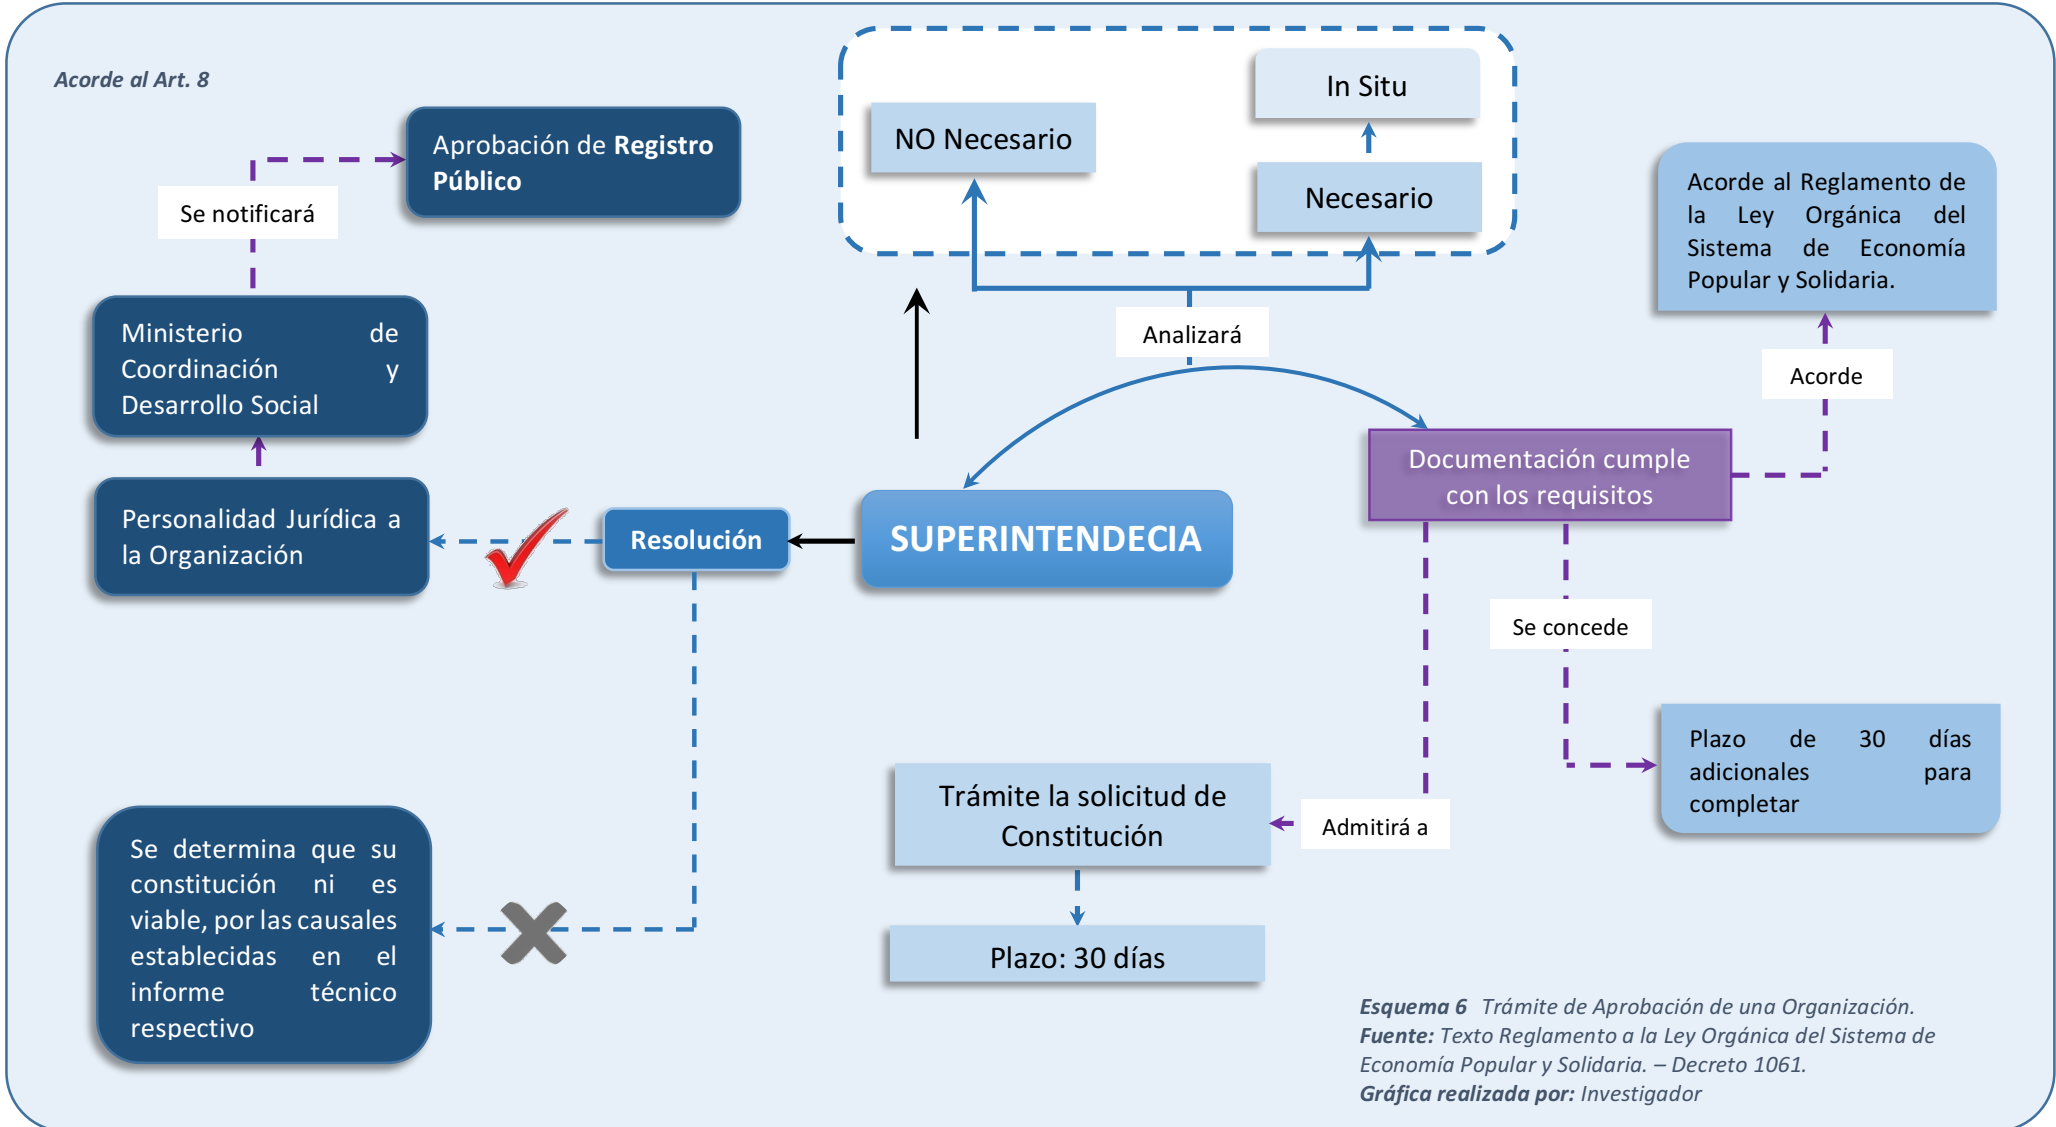 Acorde al Art. 8
Aprobación de Registro
Público
Se notificará
Ministerio de
Coordinación y
Desarrollo Social
Personalidad Jurídica a
la Organización
Resolución
SUPERINTENDECIA
NO Necesario
In Situ
Necesario
Analizará
Acorde al Reglamento de
la Ley Orgánica del
Sistema de Economía
Popular y Solidaria.
Acorde
Documentación cumple
con los requisitos
Se concede
Plazo de 30 días
adicionales para
completar
Admitirá a
Trámite la solicitud de
Constitución
Plazo: 30 días
Se determina que su
constitución ni es
viable, por las causales
establecidas en el
informe técnico
respectivo
Esquema 6 Trámite de Aprobación de una Organización.
Fuente: Texto Reglamento a la Ley Orgánica del Sistema de
Economía Popular y Solidaria. – Decreto 1061.
Gráfica realizada por: Investigador